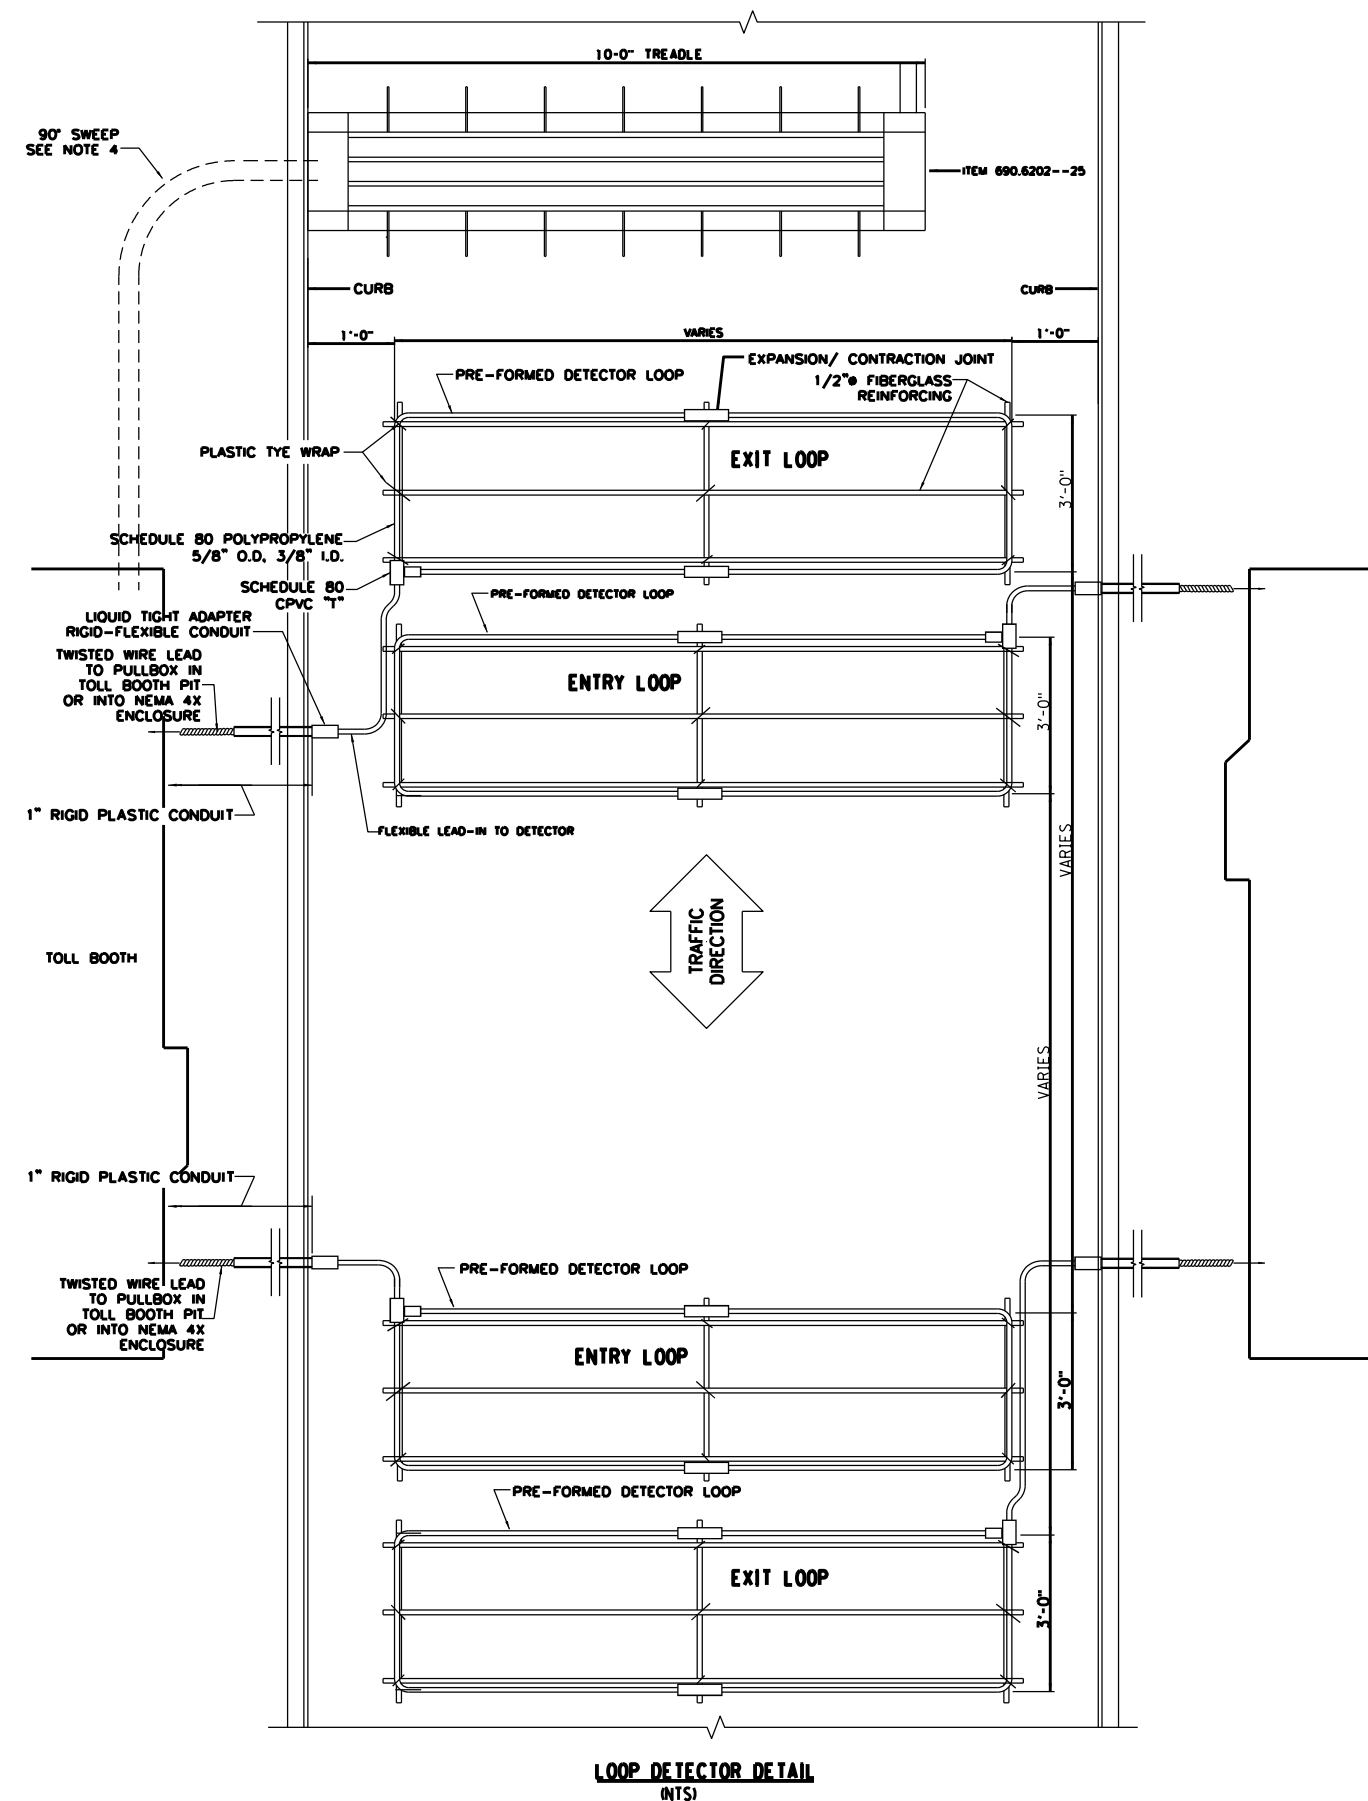 10-0" TREADLE
90° SWEEP
SEE NOTE 4
ITEM 690.6202--25
CURB
CURB
1'-0"
VARIES
1'-0"
EXPANSION/ CONTRACTION JOINT
PRE-FORMED DETECTOR LOOP
1/2"ø FIBERGLASS
REINFORCING
PLASTIC TYE WRAP
EXIT LOOP
3'-0"
SCHEDULE 80 POLYPROPYLENE
5/8" O.D. 3/8" I.D.
SCHEDULE 80
CPVC "T"
PRE-FORMED DETECTOR LOOP
LIQUID TIGHT ADAPTER
RIGID-FLEXIBLE CONDUIT
TWISTED WIRE LEAD
TO PULLBOX IN
TOLL BOOTH PIT
OR INTO NEMA 4X
ENCLOSURE
ENTRY LOOP
3'-0"
1" RIGID PLASTIC CONDUIT
FLEXIBLE LEAD-IN TO DETECTOR
VARIES
TRAFFIC
DIRECTION
TOLL BOOTH
VARIES
1" RIGID PLASTIC CONDUIT
PRE-FORMED DETECTOR LOOP
TWISTED WIRE LEAD
TO PULLBOX IN
TOLL BOOTH PIT
OR INTO NEMA 4X
ENCLOSURE
ENTRY LOOP
3'-0"
PRE-FORMED DETECTOR LOOP
EXIT LOOP
3'-0"
LOOP DETECTOR DETAIL
(NTS)